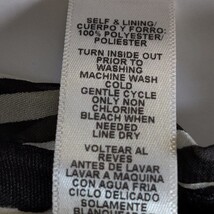 SELF & LINING/
CUERPO Y FORRO:
100% POLYESTER/
POLIESTER
TURN INSIDE OUT
PRIOR TO
WASHING
MACHINE WASH
COLD
GENTLE CYCLE
ONLY NON
CHLORINE
BLEACH WHEN
NEEDED
LINE DRY
VOLTEAR AL
REVES
ANTES DE LAVAR
LAVAR A MAQUINA
CON AGUA FRIA
CICLO DELICADO
SOLAMENTE